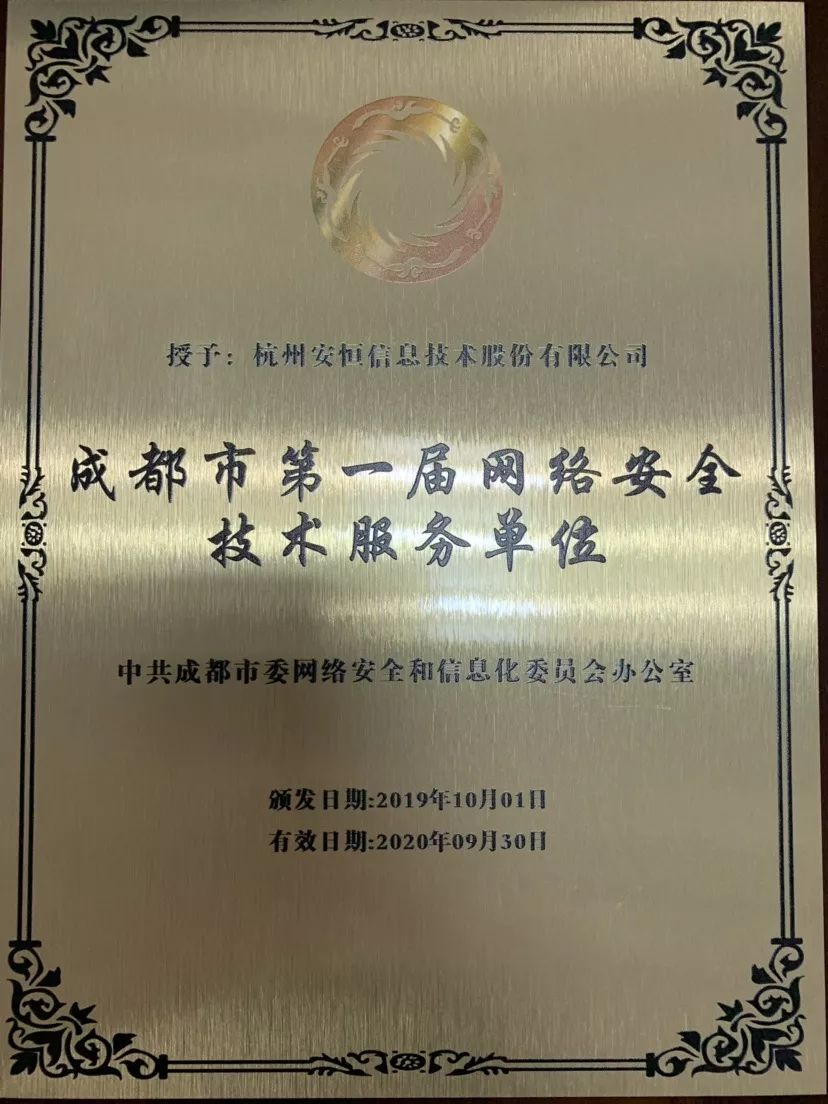 授予：杭州安恒信息技术股份有限公司
成都市第一届网络安全
技术服务单位
中共成都市委网络安全和信息化委员会办公室
颁发日期:2019年10月01日
有效日期:2020年09月30日